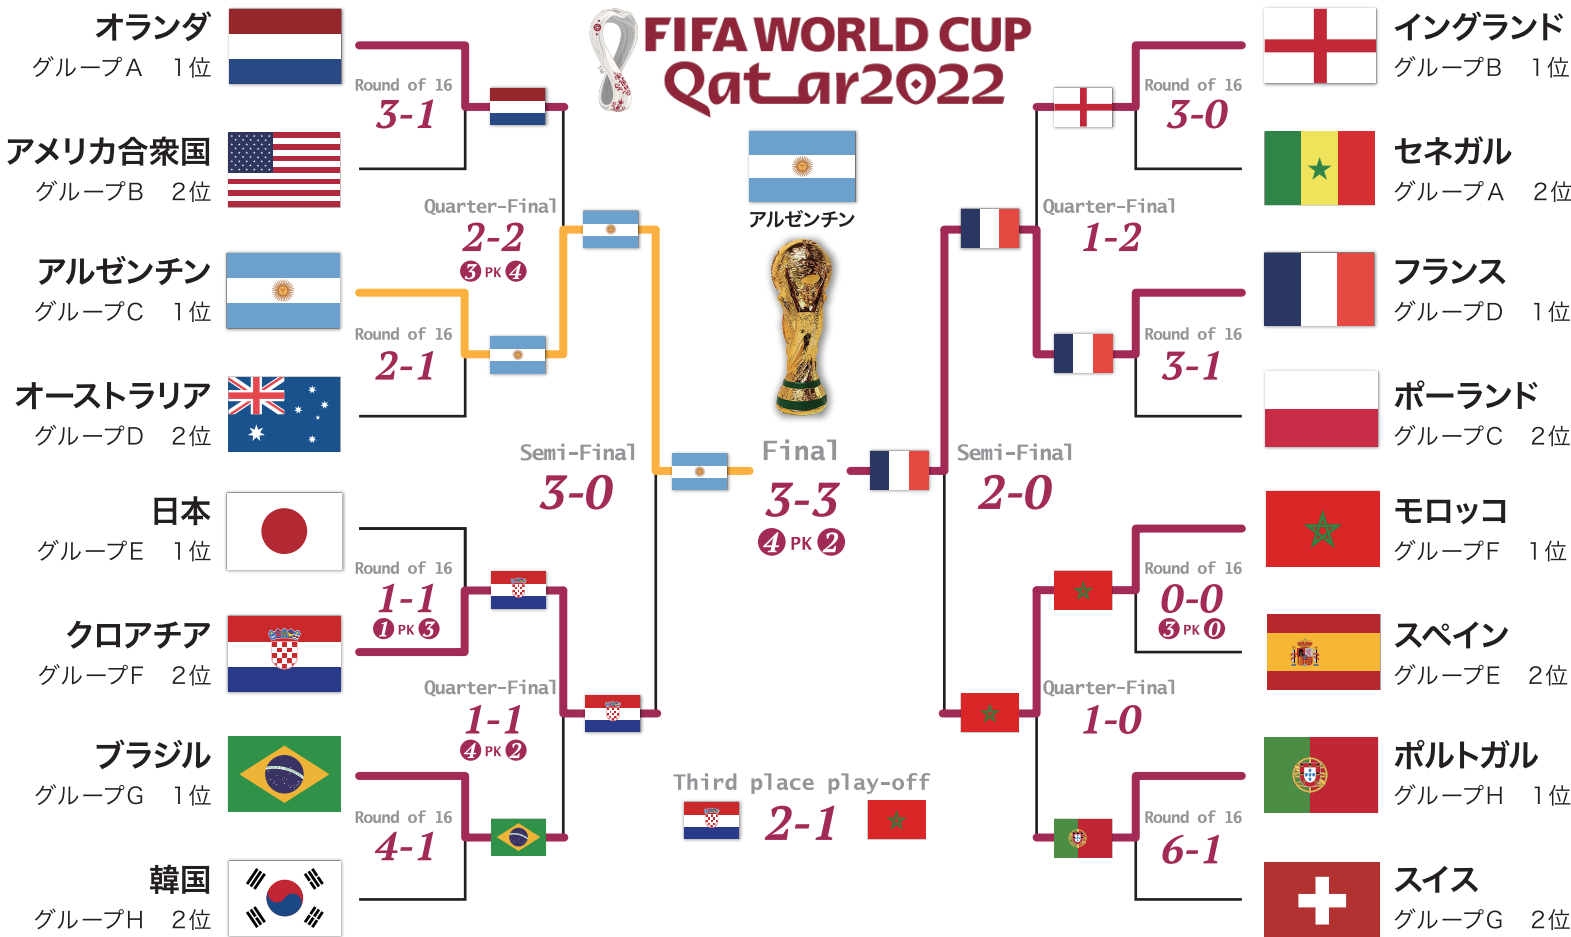 FIFA WORLD CUP
Qatar2022
オランダ
グループA 1位
Round of 16
3-1
アメリカ合衆国
グループB 2位
Quarter-Final
2-2
3 PK 4
アルゼンチン
グループC 1位
Round of 16
2-1
オーストラリア
グループD 2位
Semi-Final
3-0
日本
グループE 1位
Round of 16
1-1
1 PK 3
クロアチア
グループF 2位
Quarter-Final
1-1
4 PK 2
ブラジル
グループG 1位
Round of 16
4-1
韓国
グループH 2位
アルゼンチン
Final
3-3
4 PK 2
Third place play-off
2-1
イングランド
グループB 1位
Round of 16
3-0
セネガル
グループA 2位
Quarter-Final
1-2
フランス
グループD 1位
Round of 16
3-1
ポーランド
グループC 2位
Semi-Final
2-0
モロッコ
グループF 1位
Round of 16
0-0
3 PK 0
スペイン
グループE 2位
Quarter-Final
1-0
ポルトガル
グループH 1位
Round of 16
6-1
スイス
グループG 2位